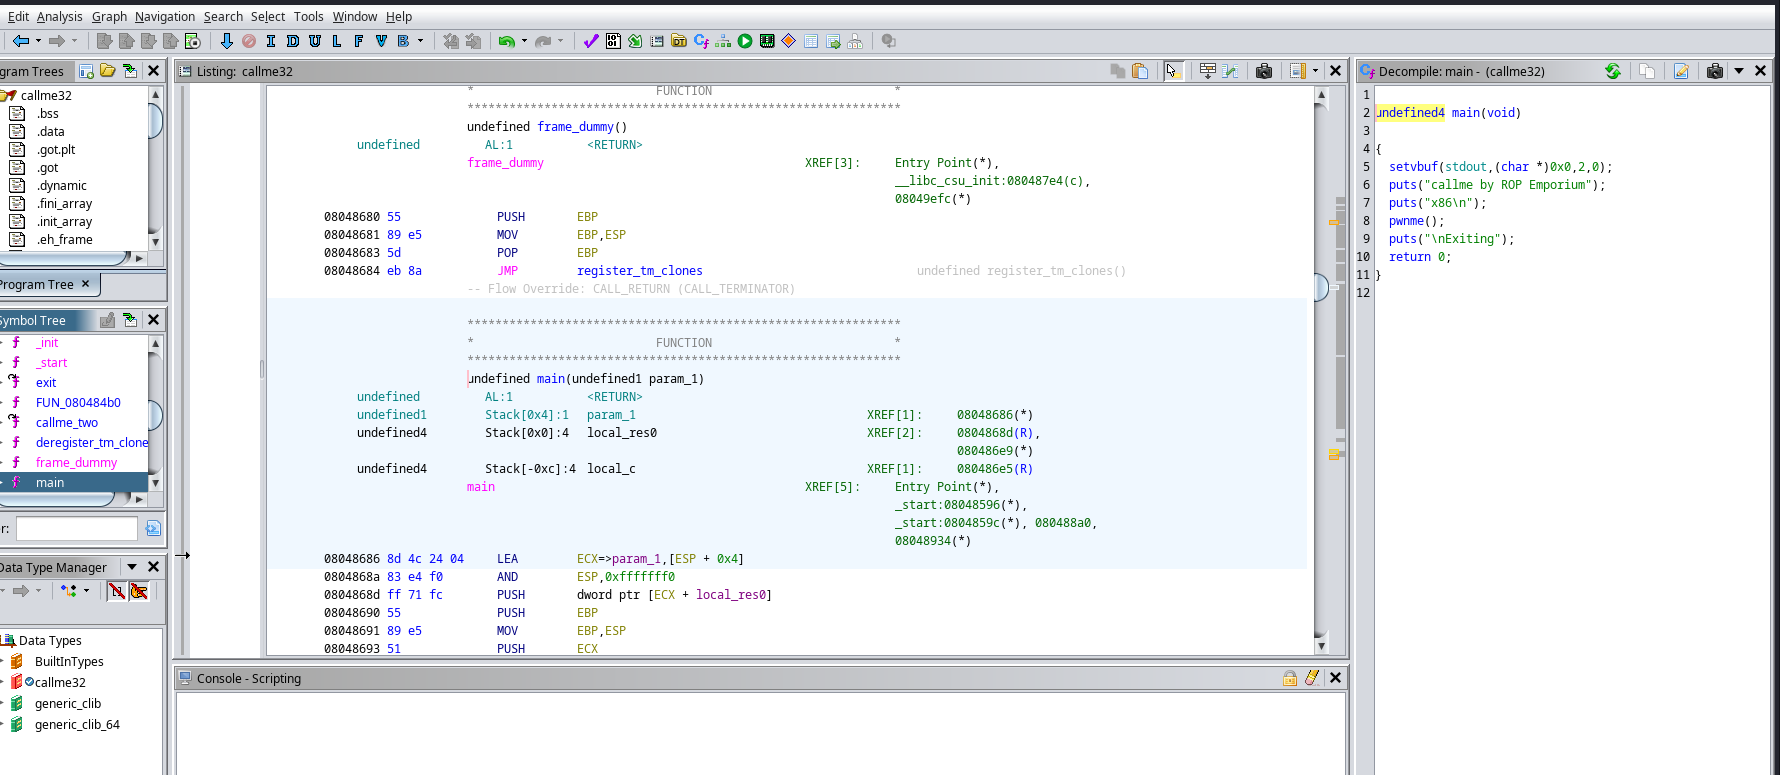 Edit Analysis Graph Navigation Search Select Tools Window Help
I D U L F V B
gram Trees
callme32
.bss
.data
.got.plt
.got
.dynamic
.fini_array
.init_array
.eh_frame
Program Tree
Symbol Tree
_init
_start
exit
FUN_080484b0
callme_two
deregister_tm_clone
frame_dummy
main
r:
Data Type Manager
Data Types
BuiltInTypes
callme32
generic_clib
generic_clib_64
Listing: callme32
* FUNCTION *
**************************************************************
undefined frame_dummy()
undefined AL:1 <RETURN>
frame_dummy XREF[3]: Entry Point(*),
__libc_csu_init:080487e4(c),
08049efc(*)
08048680 55 PUSH EBP
08048681 89 e5 MOV EBP,ESP
08048683 5d POP EBP
08048684 eb 8a JMP register_tm_clones undefined register_tm_clones()
-- Flow Override: CALL_RETURN (CALL_TERMINATOR)
**************************************************************
* FUNCTION *
**************************************************************
undefined main(undefined1 param_1)
undefined AL:1 <RETURN>
undefined1 Stack[0x4]:1 param_1 XREF[1]: 08048686(*)
undefined4 Stack[0x0]:4 local_res0 XREF[2]: 0804868d(R),
080486e9(*)
undefined4 Stack[-0xc]:4 local_c XREF[1]: 080486e5(R)
main XREF[5]: Entry Point(*),
_start:08048596(*),
_start:0804859c(*), 080488a0,
08048934(*)
08048686 8d 4c 24 04 LEA ECX=>param_1,[ESP + 0x4]
0804868a 83 e4 f0 AND ESP,0xfffffff0
0804868d ff 71 fc PUSH dword ptr [ECX + local_res0]
08048690 55 PUSH EBP
08048691 89 e5 MOV EBP,ESP
08048693 51 PUSH ECX
Console - Scripting
Decompile: main - (callme32)
1
2 undefined4 main(void)
3
4 {
5 setvbuf(stdout,(char *)0x0,2,0);
6 puts("callme by ROP Emporium");
7 puts("x86\n");
8 pwnme();
9 puts("\nExiting");
10 return 0;
11 }
12